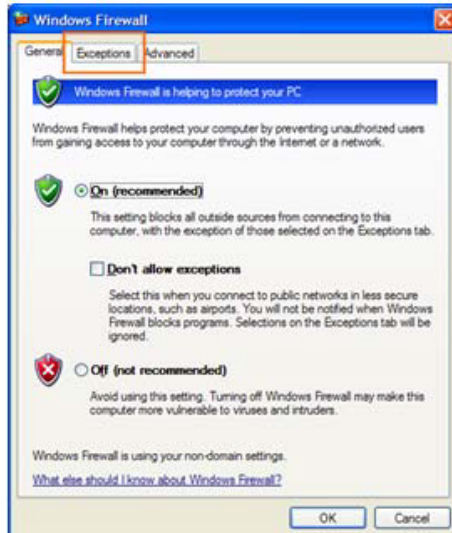 Windows Firewall
General Exceptions Advanced
Windows Firewall is helping to protect your PC
Windows Firewall helps protect your computer by preventing unauthorized users
from gaining access to your computer through the Internet or a network.
On (recommended)
This setting blocks all outside sources from connecting to this
computer, with the exception of those selected on the Exceptions tab.
Don't allow exceptions
Select this when you connect to public networks in less secure
locations, such as airports. You will not be notified when Windows
Firewall blocks programs. Selections on the Exceptions tab will be
ignored.
Off (not recommended)
Avoid using this setting. Turning off Windows Firewall may make this
computer more vulnerable to viruses and intruders.
Windows Firewall is using your non-domain settings.
What else should I know about Windows Firewall?
OK Cancel